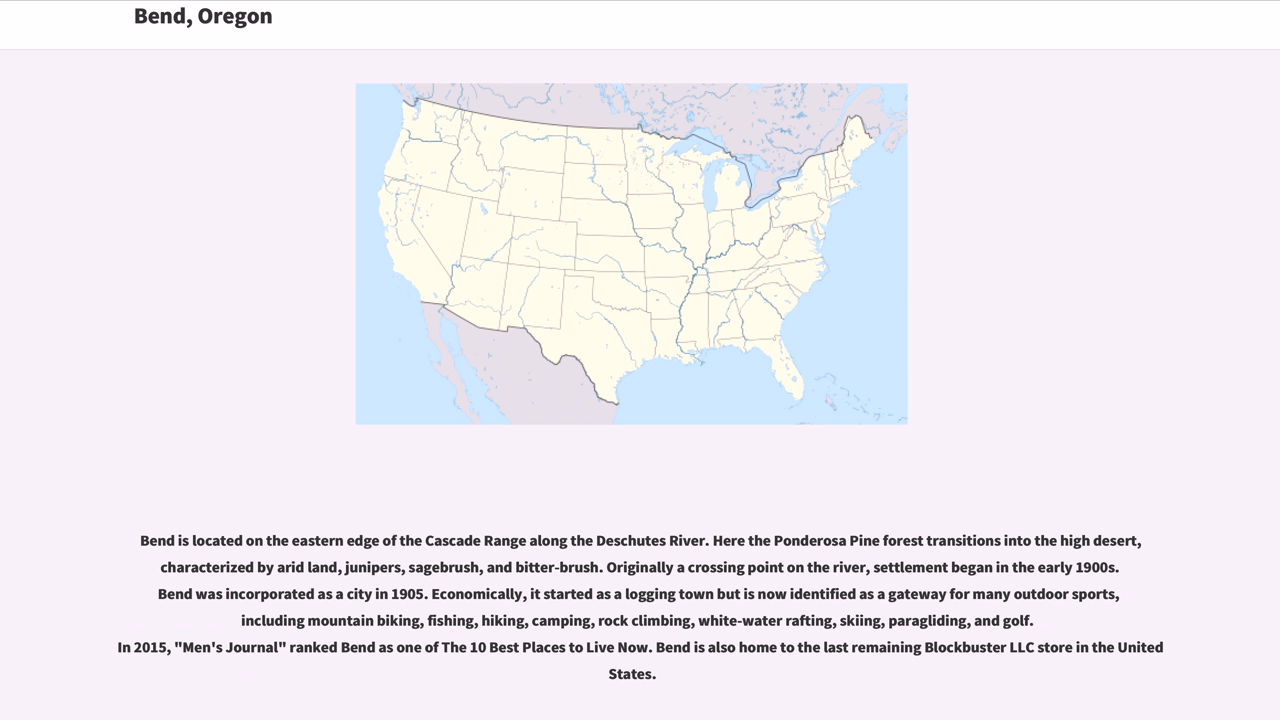 Bend, Oregon
Bend is located on the eastern edge of the Cascade Range along the Deschutes River. Here the Ponderosa Pine forest transitions into the high desert,
characterized by arid land, junipers, sagebrush, and bitter-brush. Originally a crossing point on the river, settlement began in the early 1900s.
Bend was incorporated as a city in 1905. Economically, it started as a logging town but is now identified as a gateway for many outdoor sports,
including mountain biking, fishing, hiking, camping, rock climbing, white-water rafting, skiing, paragliding, and golf.
In 2015, "Men's Journal" ranked Bend as one of The 10 Best Places to Live Now. Bend is also home to the last remaining Blockbuster LLC store in the United
States.